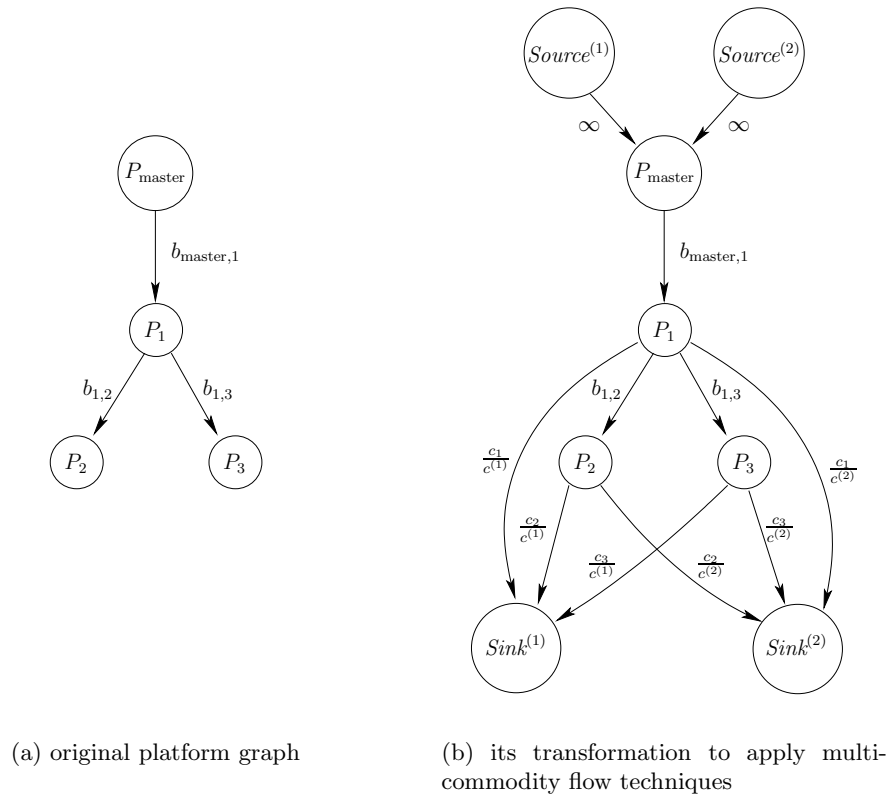 Source^(1)
Source^(2)
∞
∞
P_master
P_master
b_master,1
b_master,1
P_1
P_1
b_1,2
b_1,3
b_1,2
b_1,3
P_2
P_3
P_2
P_3
c_1/c^(1)
c_1/c^(2)
c_2/c^(1)
c_3/c^(2)
c_3/c^(1)
c_2/c^(2)
Sink^(1)
Sink^(2)
(a) original platform graph
(b) its transformation to apply multi-
commodity flow techniques